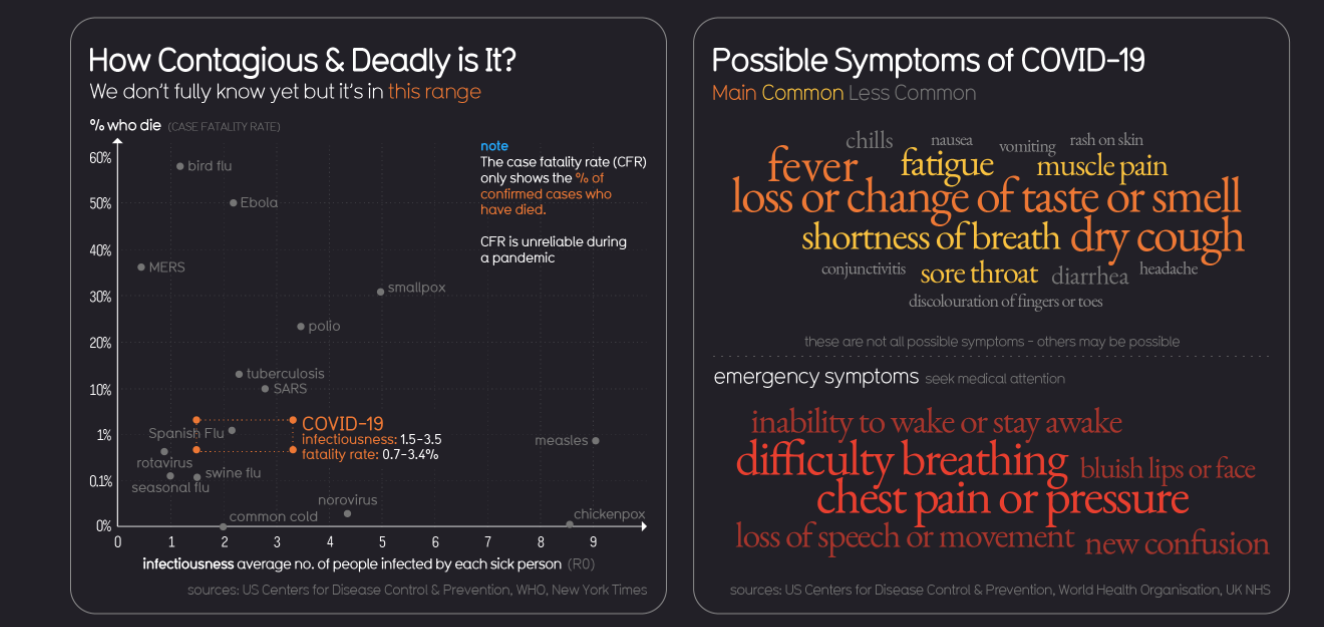 How Contagious & Deadly is It?
We don't fully know yet but it's in this range
% who die (CASE FATALITY RATE)
60%
50%
40%
30%
20%
10%
1%
0.1%
0%
bird flu
Ebola
MERS
smallpox
polio
tuberculosis
SARS
Spanish Flu
COVID-19
infectiousness: 1.5-3.5
fatality rate: 0.7-3.4%
measles
rotavirus
swine flu
seasonal flu
norovirus
common cold
chickenpox
note
The case fatality rate (CFR)
only shows the % of
confirmed cases who
have died.
CFR is unreliable during
a pandemic
0 1 2 3 4 5 6 7 8 9
infectiousness average no. of people infected by each sick person (R0)
sources: US Centers for Disease Control & Prevention, WHO, New York Times
Possible Symptoms of COVID-19
Main Common Less Common
chills nausea vomiting rash on skin
fever fatigue muscle pain
loss or change of taste or smell
shortness of breath dry cough
conjunctivitis sore throat diarrhea headache
discolouration of fingers or toes
these are not all possible symptoms - others may be possible
emergency symptoms seek medical attention
inability to wake or stay awake
difficulty breathing bluish lips or face
chest pain or pressure
loss of speech or movement new confusion
sources: US Centers for Disease Control & Prevention, World Health Organisation, UK NHS